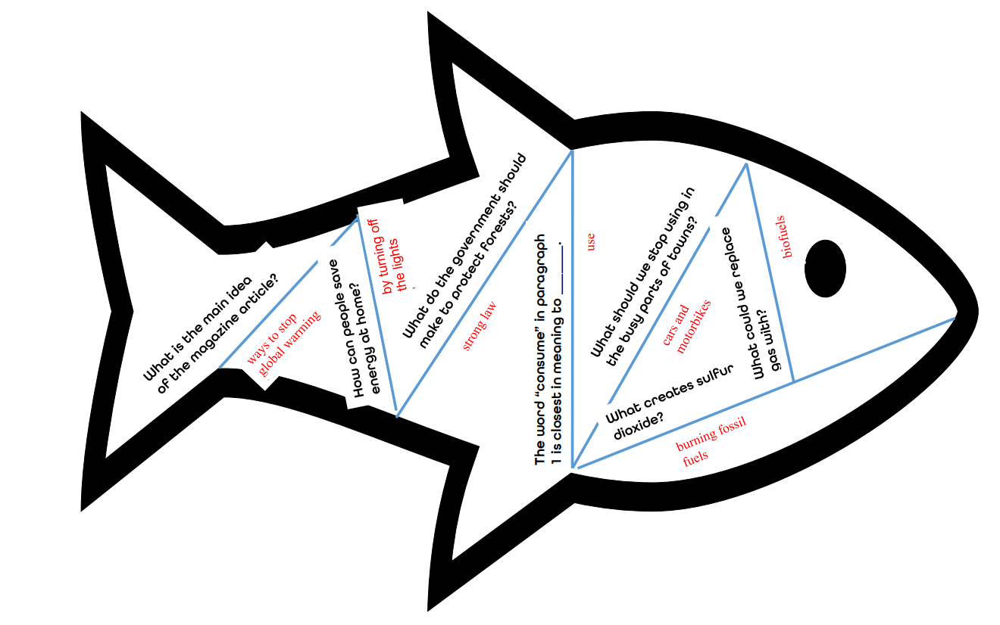 What is the main idea
of the magazine article?
ways to stop
global warming
How can people save
energy at home?
by turning off
the lights
What do the government should
make to protect forests?
strong law
The word “consume” in paragraph
1 is closest in meaning to ________.
use
What should we stop using in
the busy parts of towns?
cars and
motorbikes
What could we replace
gas with?
biofuels
What creates sulfur
dioxide?
burning fossil
fuels